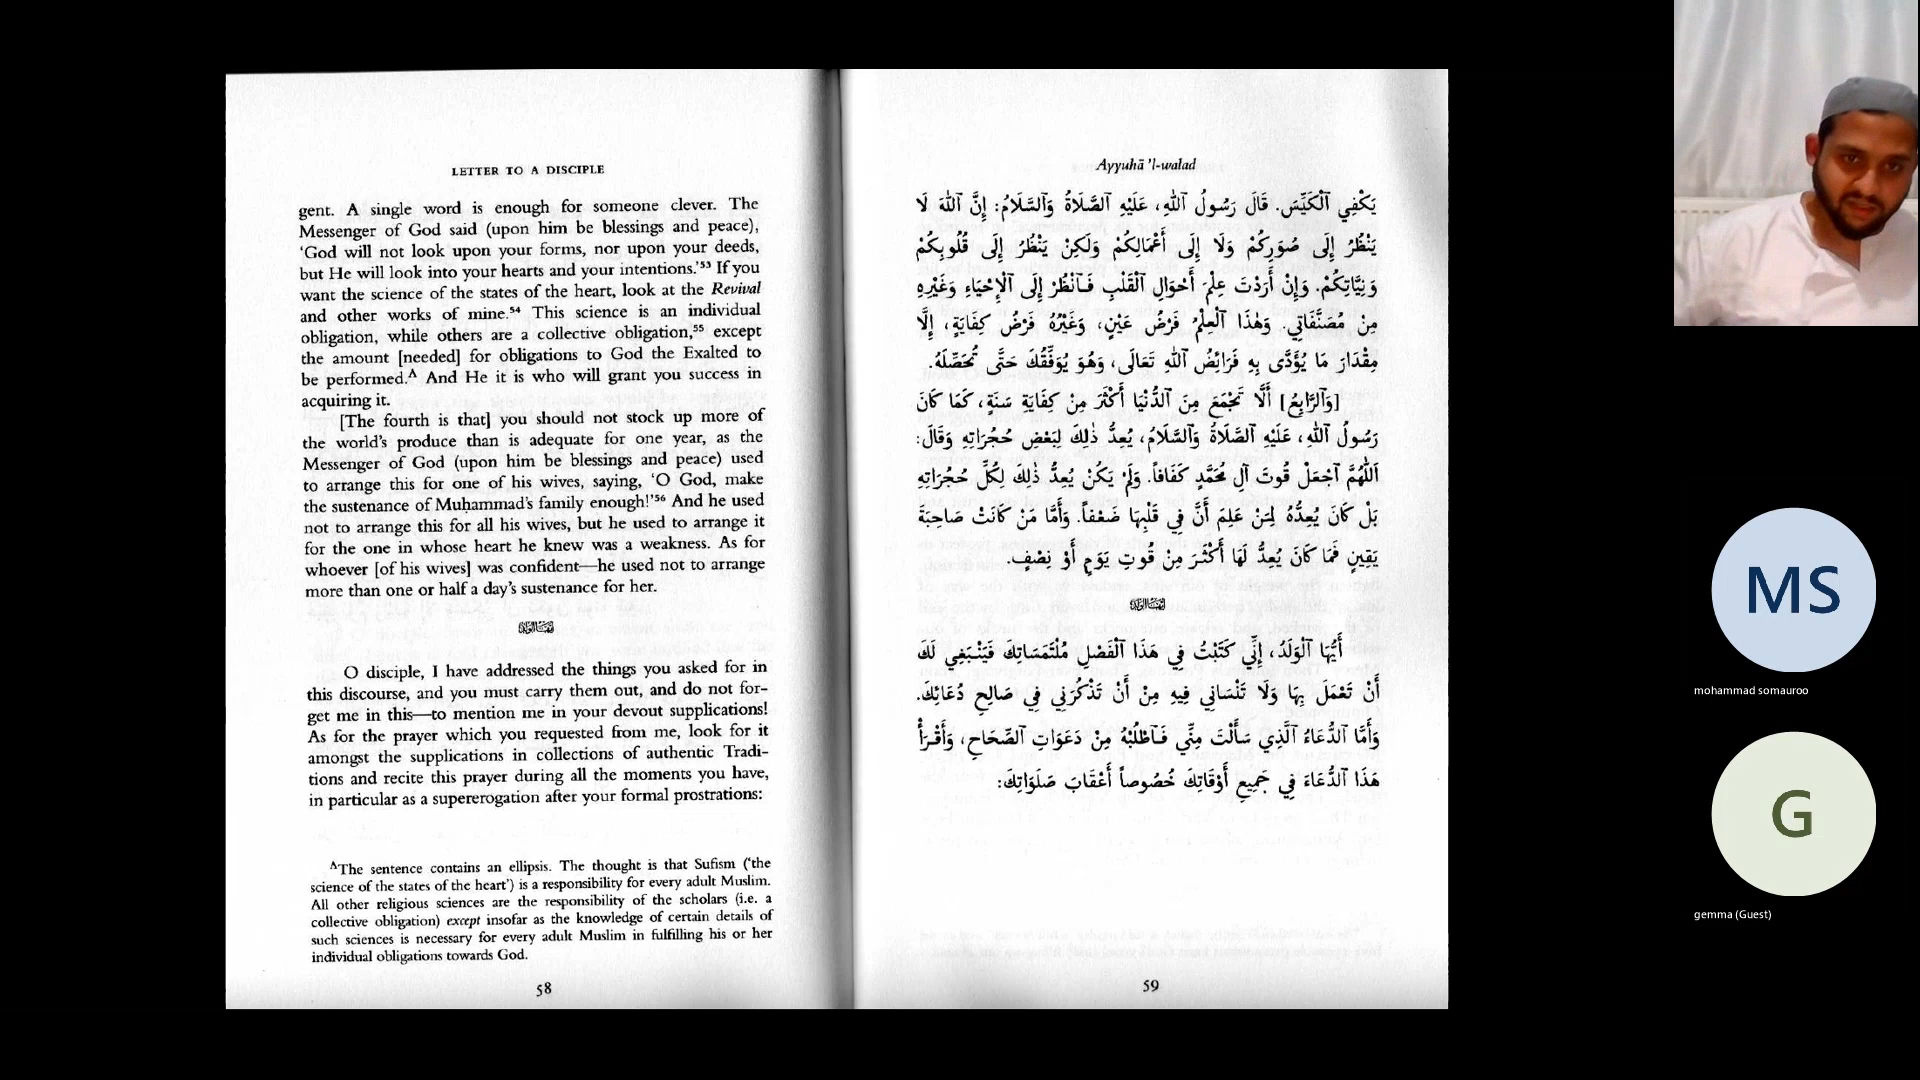 LETTER TO A DISCIPLE
gent. A single word is enough for someone clever. The
Messenger of God said (upon him be blessings and peace),
‘God will not look upon your forms, nor upon your deeds,
but He will look into your hearts and your intentions.’⁵³ If you
want the science of the states of the heart, look at the Revival
and other works of mine.⁵⁴ This science is an individual
obligation, while others are a collective obligation,⁵⁵ except
the amount [needed] for obligations to God the Exalted to
be performed.ᴬ And He it is who will grant you success in
acquiring it.
[The fourth is that] you should not stock up more of
the world’s produce than is adequate for one year, as the
Messenger of God (upon him be blessings and peace) used
to arrange this for one of his wives, saying, ‘O God, make
the sustenance of Muḥammad’s family enough!’⁵⁶ And he used
not to arrange this for all his wives, but he used to arrange it
for the one in whose heart he knew was a weakness. As for
whoever [of his wives] was confident—he used not to arrange
more than one or half a day’s sustenance for her.
O disciple, I have addressed the things you asked for in
this discourse, and you must carry them out, and do not for-
get me in this—to mention me in your devout supplications!
As for the prayer which you requested from me, look for it
amongst the supplications in collections of authentic Tradi-
tions and recite this prayer during all the moments you have,
in particular as a supererogation after your formal prostrations:
ᴬThe sentence contains an ellipsis. The thought is that Sufism (‘the
science of the states of the heart’) is a responsibility for every adult Muslim.
All other religious sciences are the responsibility of the scholars (i.e. a
collective obligation) except insofar as the knowledge of certain details of
such sciences is necessary for every adult Muslim in fulfilling his or her
individual obligations towards God.
58
Ayyuhā ’l-walad
يَكْفِي ٱلْكَيِّسَ. قَالَ رَسُولُ ٱللهِ، عَلَيْهِ ٱلصَّلَاةُ وَٱلسَّلَامُ: إِنَّ ٱللهَ لَا
يَنْظُرُ إِلَى صُوَرِكُمْ وَلَا إِلَى أَعْمَالِكُمْ وَلَكِنْ يَنْظُرُ إِلَى قُلُوبِكُمْ
وَنِيَّاتِكُمْ. وَإِنْ أَرَدْتَ عِلْمَ أَحْوَالِ ٱلْقَلْبِ فَٱنْظُرْ إِلَى ٱلْإِحْيَاءِ وَغَيْرِهِ
مِنْ مُصَنَّفَاتِي. وَهٰذَا ٱلْعِلْمُ فَرْضُ عَيْنٍ، وَغَيْرُهُ فَرْضُ كِفَايَةٍ، إِلَّا
مِقْدَارَ مَا يُؤَدَّى بِهِ فَرَائِضُ ٱللهِ تَعَالَى، وَهُوَ يُوَفِّقُكَ حَتَّى تُحَصِّلَهُ.
[وَٱلرَّابِعُ] أَلَّا تَجْمَعَ مِنَ ٱلدُّنْيَا أَكْثَرَ مِنْ كِفَايَةِ سَنَةٍ، كَمَا كَانَ
رَسُولُ ٱللهِ، عَلَيْهِ ٱلصَّلَاةُ وَٱلسَّلَامُ، يُعِدُّ ذٰلِكَ لِبَعْضِ حُجُرَاتِهِ وَقَالَ:
اَللّٰهُمَّ ٱجْعَلْ قُوتَ آلِ مُحَمَّدٍ كَفَافاً. وَلَمْ يَكُنْ يُعِدُّ ذٰلِكَ لِكُلِّ حُجُرَاتِهِ
بَلْ كَانَ يُعِدُّهُ لِمَنْ عَلِمَ أَنَّ فِي قَلْبِهَا ضَعْفاً. وَأَمَّا مَنْ كَانَتْ صَاحِبَةَ
يَقِينٍ فَمَا كَانَ يُعِدُّ لَهَا أَكْثَرَ مِنْ قُوتِ يَوْمٍ أَوْ نِصْفٍ.
أَيُّهَا ٱلْوَلَدُ، إِنِّي كَتَبْتُ فِي هَذَا ٱلْفَصْلِ مُلْتَمَسَاتِكَ فَيَنْبَغِي لَكَ
أَنْ تَعْمَلَ بِهَا وَلَا تَنْسَانِي فِيهِ مِنْ أَنْ تَذْكُرَنِي فِي صَالِحِ دُعَائِكَ.
وَأَمَّا ٱلدُّعَاءُ ٱلَّذِي سَأَلْتَ مِنِّي فَٱطْلُبْهُ مِنْ دَعَوَاتِ ٱلصِّحَاحِ، وَٱقْرَأْ
هَذَا ٱلدُّعَاءَ فِي جَمِيعِ أَوْقَاتِكَ خُصُوصاً أَعْقَابَ صَلَوَاتِكَ:
59
MS
mohammad somauroo
G
gemma (Guest)